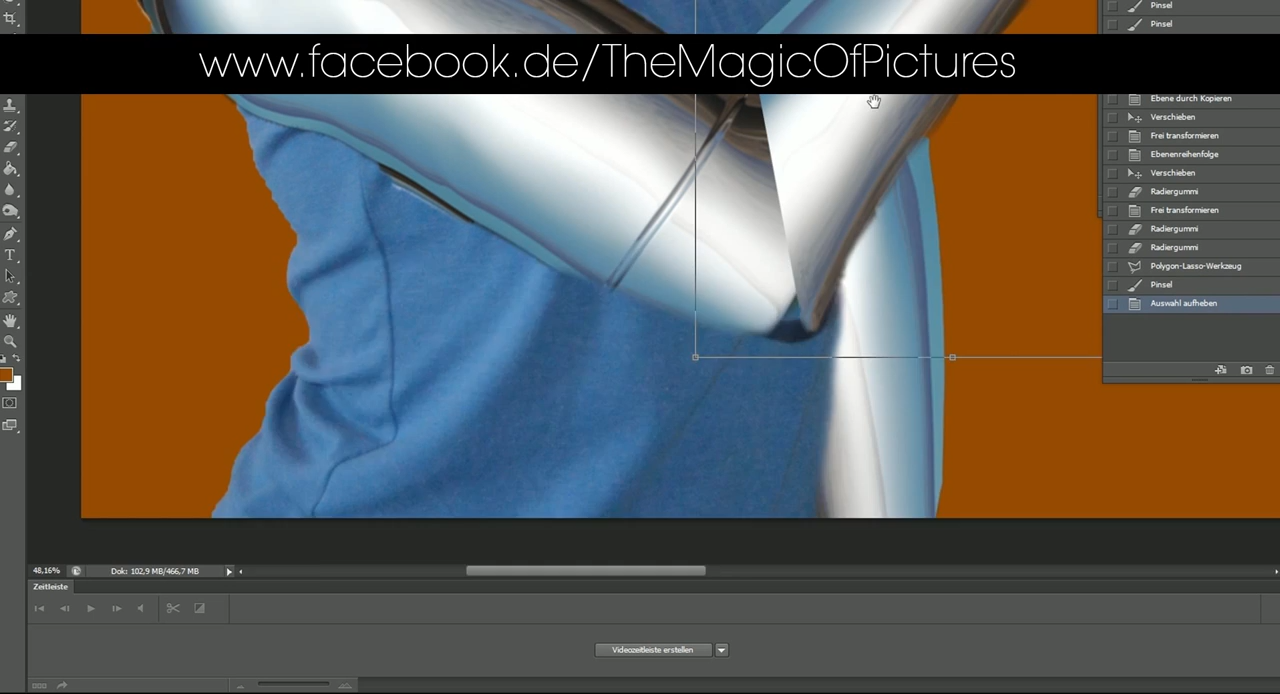 Pinsel
Pinsel
www.facebook.de/TheMagicOfPictures
Ebene durch Kopieren
Verschieben
Frei transformieren
Ebenenreihenfolge
Verschieben
Radiergummi
Frei transformieren
Radiergummi
Radiergummi
Polygon-Lasso-Werkzeug
Pinsel
Auswahl aufheben
48,16%
Dok: 102,9 MB/466,7 MB
Zeitleiste
Videozeitleiste erstellen